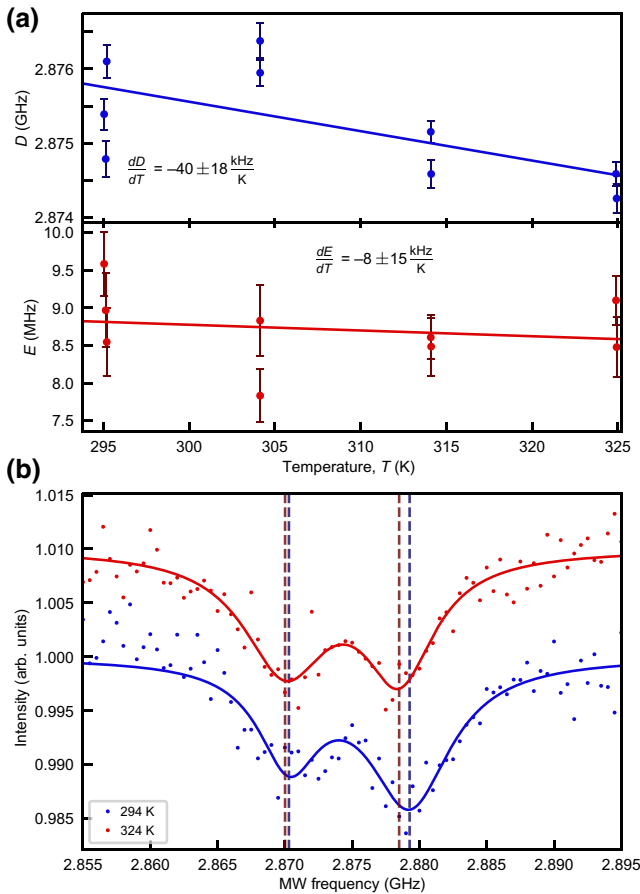 (a)
2.876
2.875
2.874
D (GHz)
dD/dT = –40 ± 18 kHz/K
10.0
9.5
9.0
8.5
8.0
7.5
E (MHz)
dE/dT = –8 ± 15 kHz/K
295 300 305 310 315 320 325
Temperature, T (K)
(b)
1.015
1.010
1.005
1.000
0.995
0.990
0.985
Intensity (arb. units)
294 K
324 K
2.855 2.860 2.865 2.870 2.875 2.880 2.885 2.890 2.895
MW frequency (GHz)